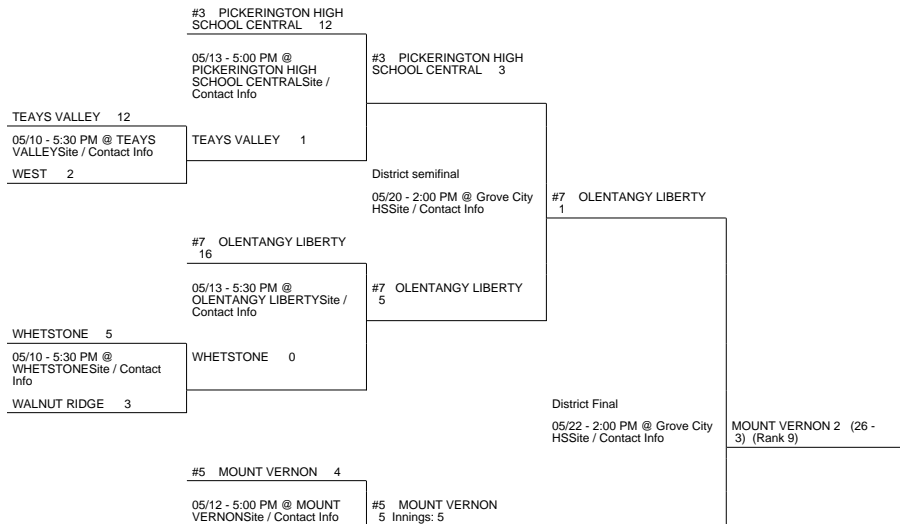 #3 PICKERINGTON HIGH
SCHOOL CENTRAL 12
05/13 - 5:00 PM @
PICKERINGTON HIGH
SCHOOL CENTRALSite /
Contact Info
#3 PICKERINGTON HIGH
SCHOOL CENTRAL 3
TEAYS VALLEY 12
05/10 - 5:30 PM @ TEAYS
VALLEYSite / Contact Info
TEAYS VALLEY 1
WEST 2
District semifinal
05/20 - 2:00 PM @ Grove City
HSSite / Contact Info
#7 OLENTANGY LIBERTY
1
#7 OLENTANGY LIBERTY
16
05/13 - 5:30 PM @
OLENTANGY LIBERTYSite /
Contact Info
#7 OLENTANGY LIBERTY
5
WHETSTONE 5
05/10 - 5:30 PM @
WHETSTONESite / Contact
Info
WHETSTONE 0
WALNUT RIDGE 3
District Final
05/22 - 2:00 PM @ Grove City
HSSite / Contact Info
MOUNT VERNON 2 (26 -
3) (Rank 9)
#5 MOUNT VERNON 4
05/12 - 5:00 PM @ MOUNT
VERNONSite / Contact Info
#5 MOUNT VERNON
5 Innings: 5